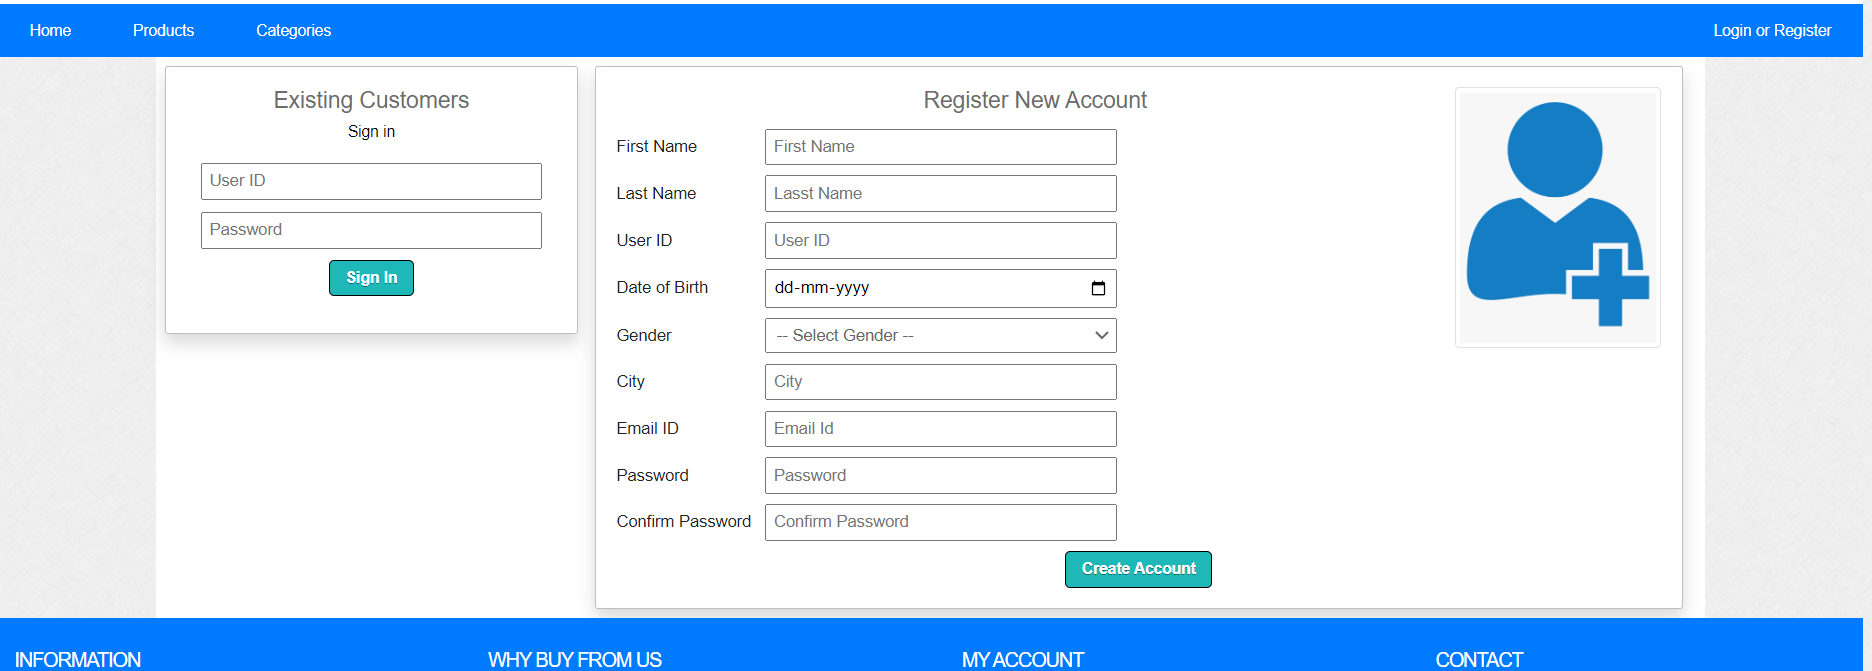 Home Products Categories Login or Register
Existing Customers
Sign in
User ID
Password
Sign In
Register New Account
First Name First Name
Last Name Lasst Name
User ID User ID
Date of Birth dd-mm-yyyy
Gender -- Select Gender --
City City
Email ID Email Id
Password Password
Confirm Password Confirm Password
Create Account
INFORMATION WHY BUY FROM US MY ACCOUNT CONTACT